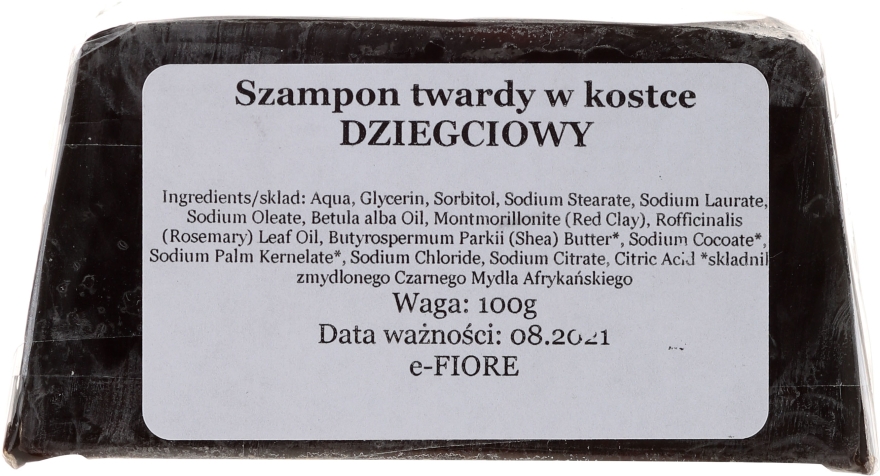 Szampon twardy w kostce
DZIEGCIOWY
Ingredients/sklad: Aqua, Glycerin, Sorbitol, Sodium Stearate, Sodium Laurate,
Sodium Oleate, Betula alba Oil, Montmorillonite (Red Clay), Rofficinalis
(Rosemary) Leaf Oil, Butyrospermum Parkii (Shea) Butter*, Sodium Cocoate*,
Sodium Palm Kernelate*, Sodium Chloride, Sodium Citrate, Citric Acid *składnik
zmydlonego Czarnego Mydla Afrykańskiego
Waga: 100g
Data ważności: 08.2021
e-FIORE